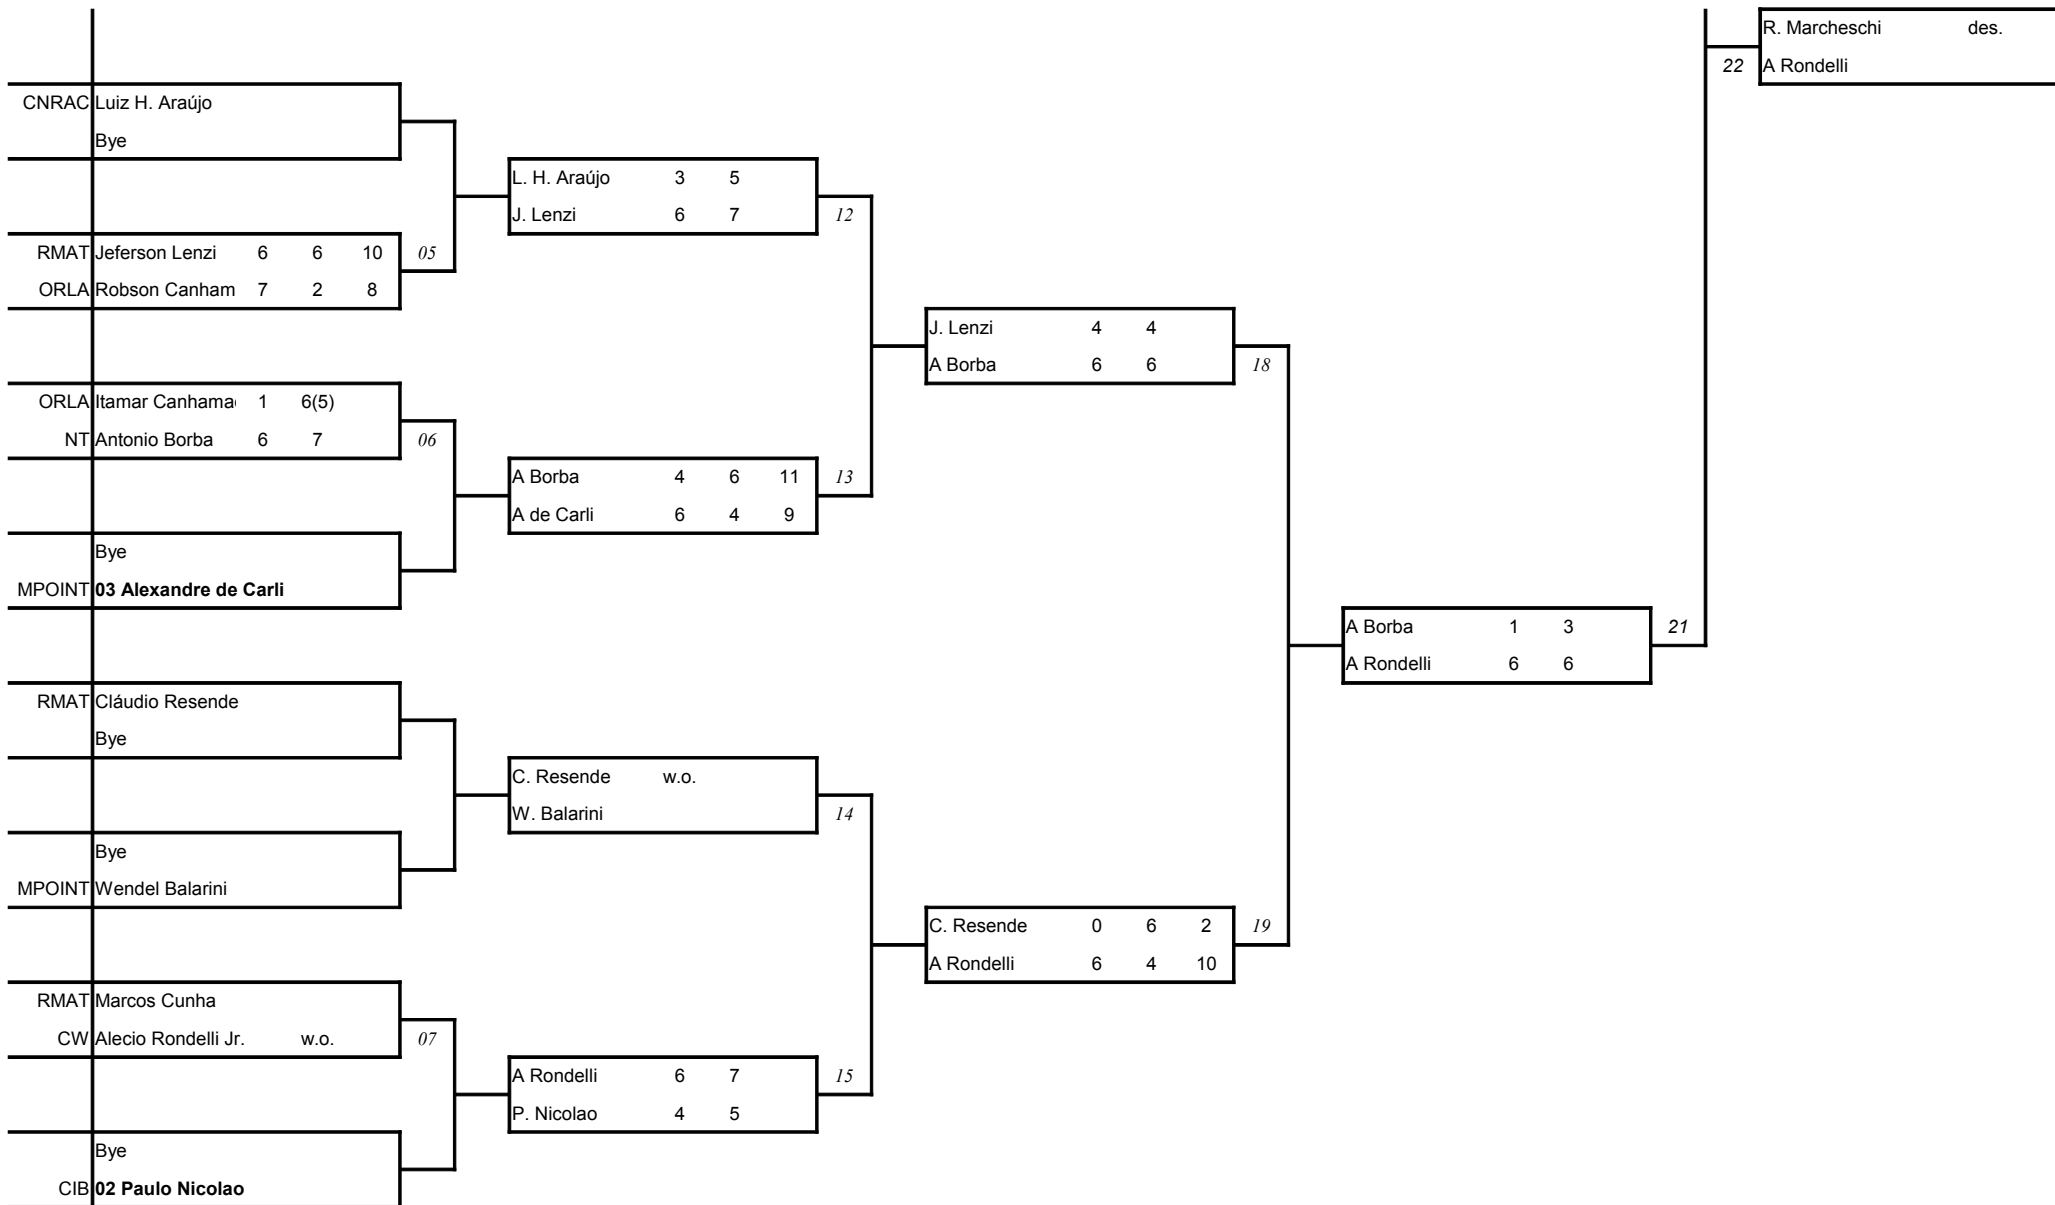 R. Marcheschi des.
22 A Rondelli
CNRAC Luiz H. Araújo
Bye
L. H. Araújo 3 5
J. Lenzi 6 7 12
RMAT Jeferson Lenzi 6 6 10 05
ORLA Robson Canham 7 2 8
J. Lenzi 4 4
A Borba 6 6 18
ORLA Itamar Canhama 1 6(5)
NT Antonio Borba 6 7 06
A Borba 4 6 11 13
A de Carli 6 4 9
Bye
MPOINT 03 Alexandre de Carli
A Borba 1 3 21
A Rondelli 6 6
RMAT Cláudio Resende
Bye
C. Resende w.o.
W. Balarini 14
Bye
MPOINT Wendel Balarini
C. Resende 0 6 2 19
A Rondelli 6 4 10
RMAT Marcos Cunha
CW Alecio Rondelli Jr. w.o. 07
A Rondelli 6 7 15
P. Nicolao 4 5
Bye
CIB 02 Paulo Nicolao